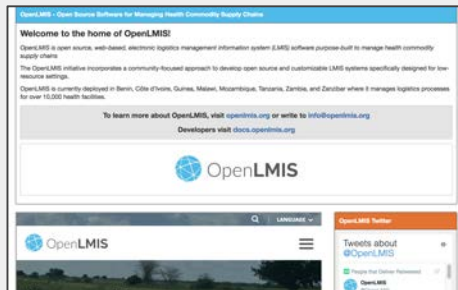 OpenLMIS - Open Source Software for Managing Health Commodity Supply Chains
Welcome to the home of OpenLMIS!
OpenLMIS is open source, web-based, electronic logistics management information system (LMIS) software purpose-built to manage health commodity
supply chains
The OpenLMIS initiative incorporates a community-focused approach to develop open source and customizable LMIS systems specifically designed for low-
resource settings.
OpenLMIS is currently deployed in Benin, Côte d'Ivoire, Guinea, Malawi, Mozambique, Tanzania, Zambia, and Zanzibar where it manages logistics processes
for over 10,000 health facilities.
To learn more about OpenLMIS, visit openlmis.org or write to info@openlmis.org
Developers visit docs.openlmis.org
OpenLMIS
LANGUAGE
OpenLMIS
OpenLMIS Twitter
Tweets about
@OpenLMIS
People that Deliver Retweeted
OpenLMIS